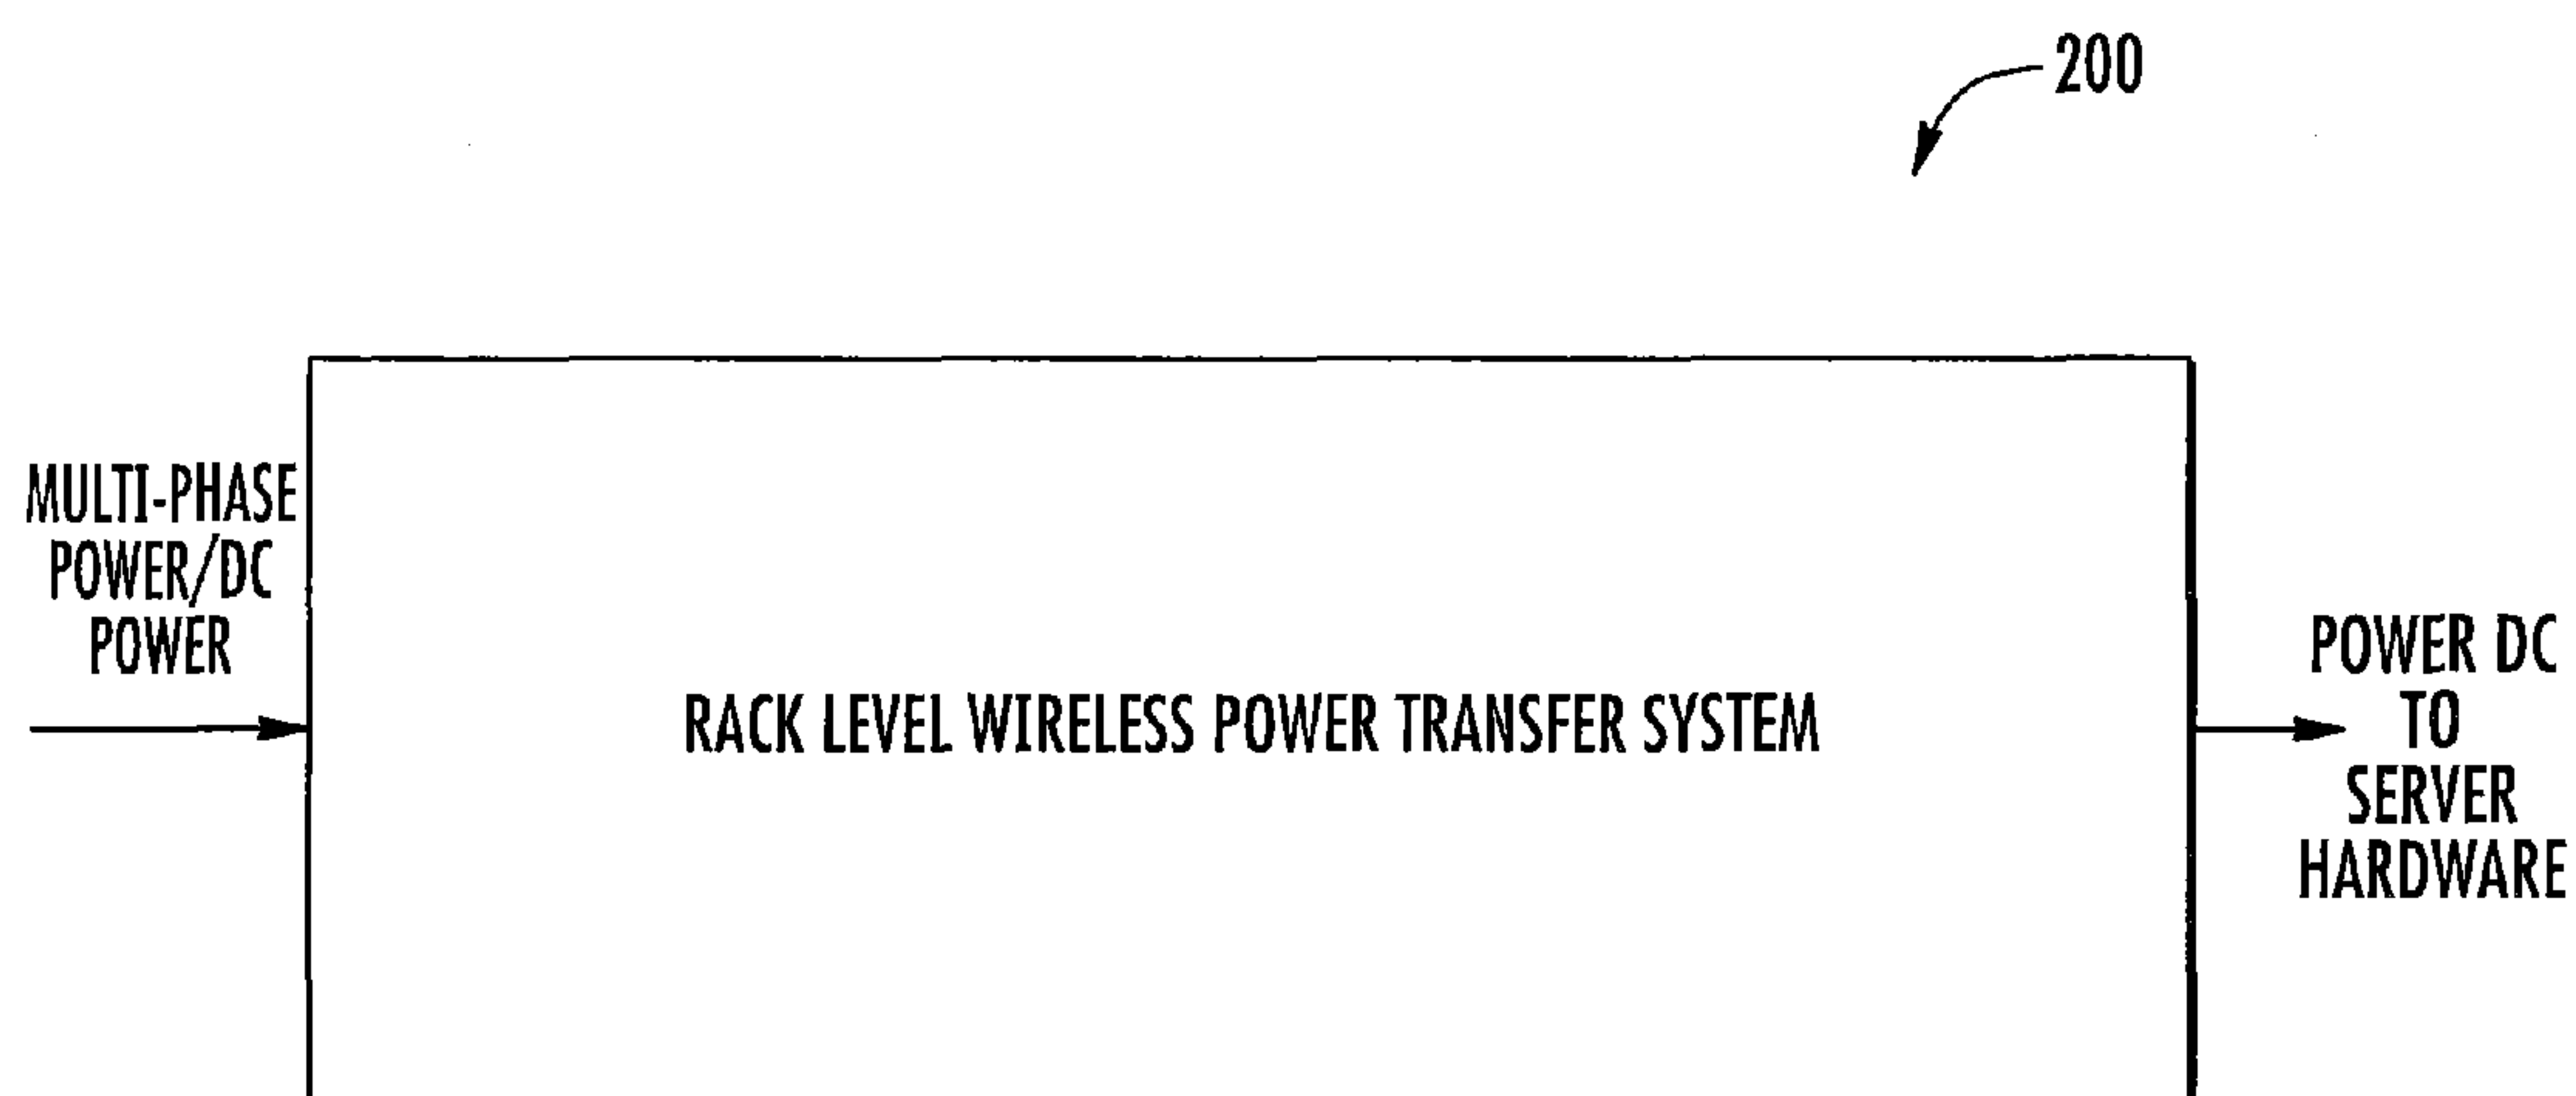 200
MULTI-PHASE
POWER/DC
POWER
RACK LEVEL WIRELESS POWER TRANSFER SYSTEM
POWER DC
TO
SERVER
HARDWARE